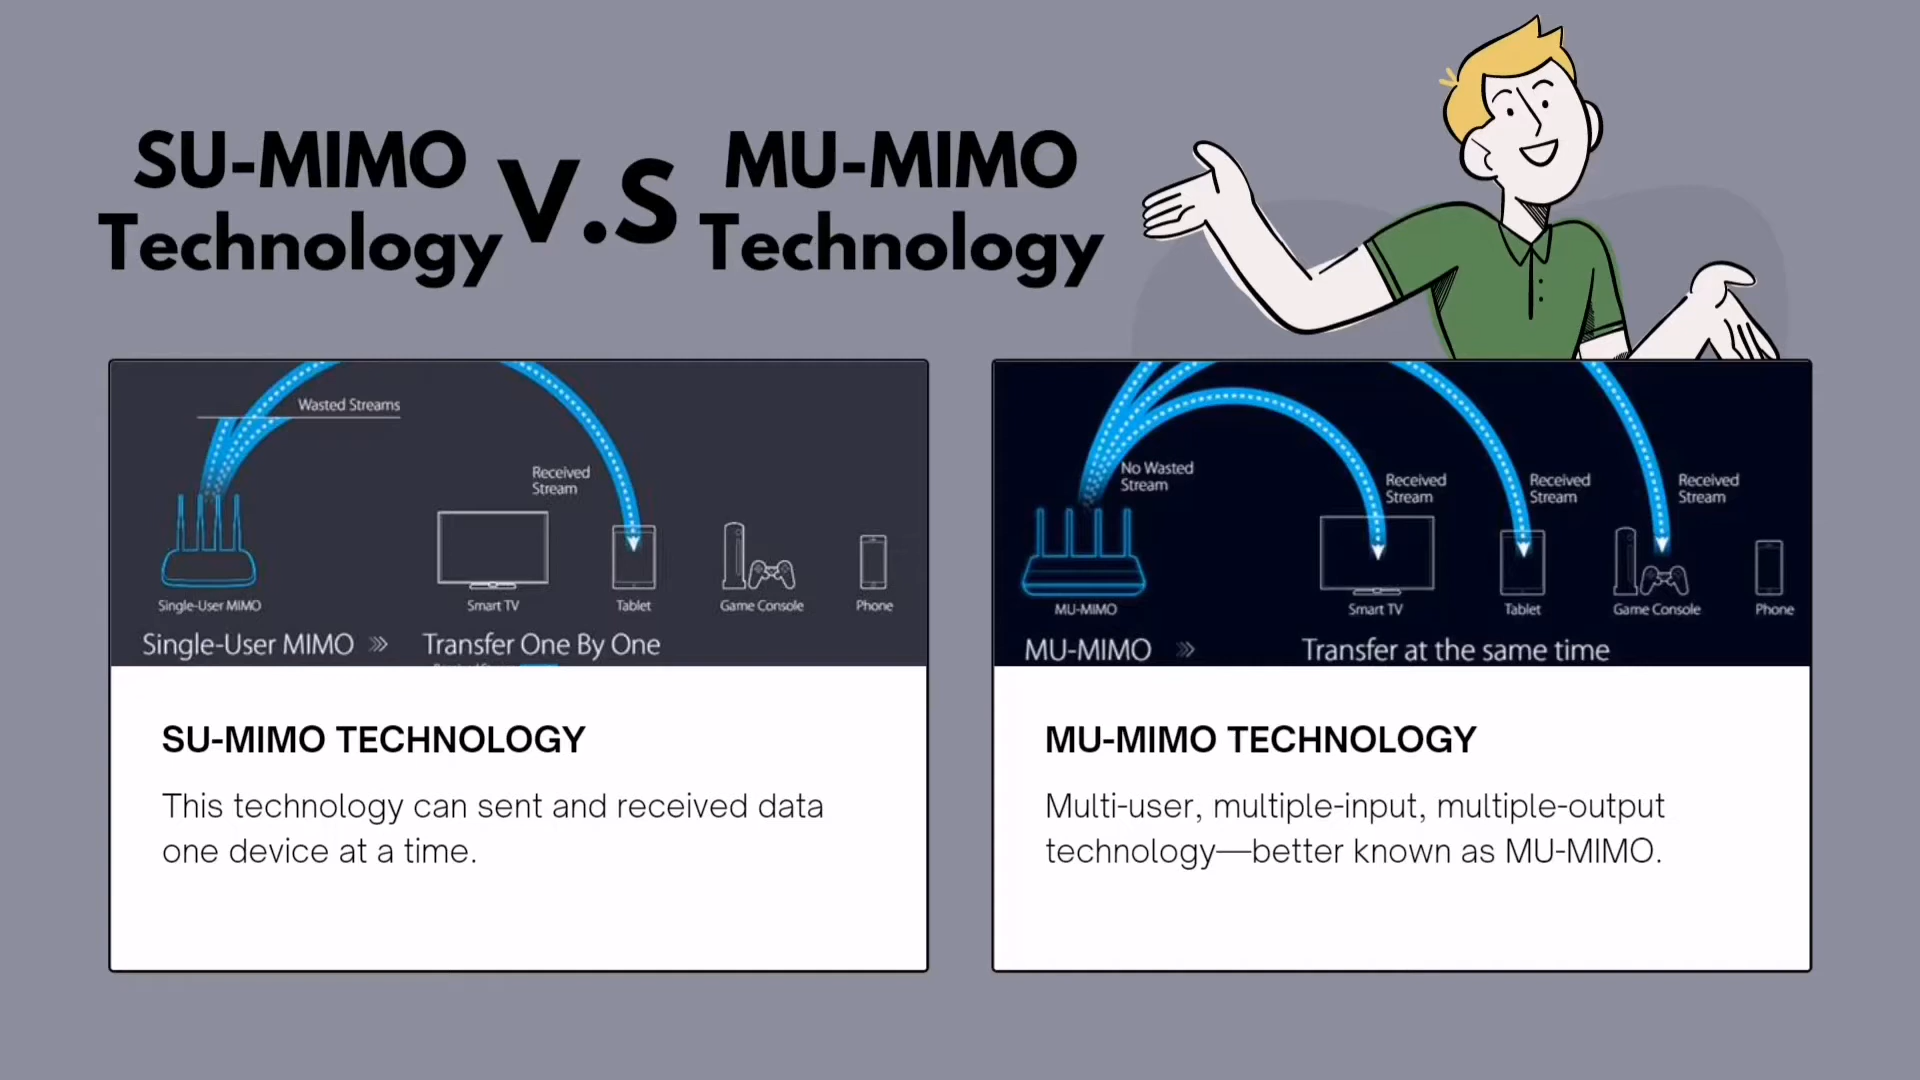 SU-MIMO
Technology
V.S
MU-MIMO
Technology
Wasted Streams
Received
Stream
Single-User MIMO
Smart TV
Tablet
Game Console
Phone
Single-User MIMO »
Transfer One By One
No Wasted
Stream
Received
Stream
Received
Stream
Received
Stream
MU-MIMO
Smart TV
Tablet
Game Console
Phone
MU-MIMO »
Transfer at the same time
SU-MIMO TECHNOLOGY
This technology can sent and received data
one device at a time.
MU-MIMO TECHNOLOGY
Multi-user, multiple-input, multiple-output
technology—better known as MU-MIMO.